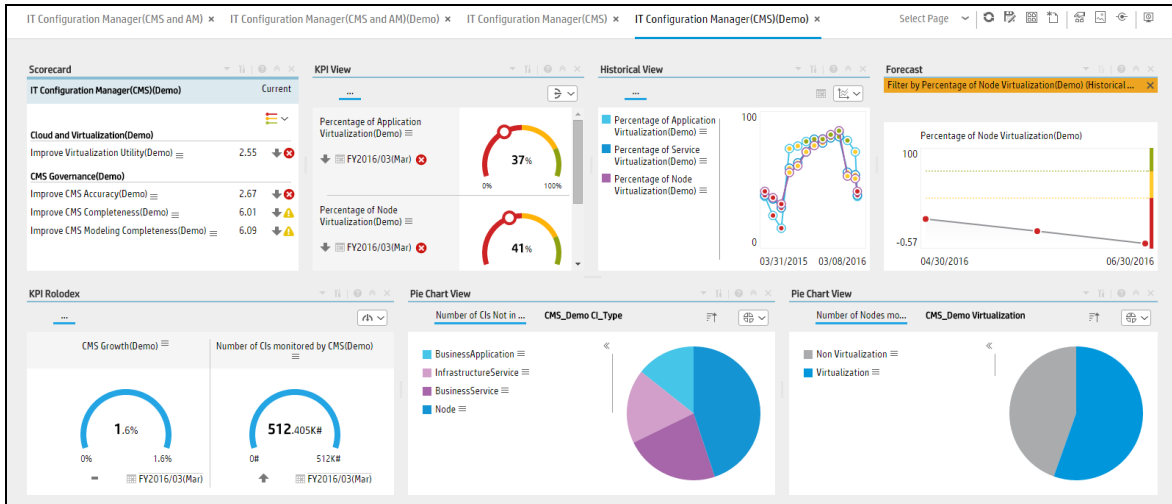 IT Configuration Manager(CMS and AM) × IT Configuration Manager(CMS and AM)(Demo) × IT Configuration Manager(CMS) × IT Configuration Manager(CMS)(Demo) × Select Page
Scorecard
IT Configuration Manager(CMS)(Demo) Current
Cloud and Virtualization(Demo)
Improve Virtualization Utility(Demo) 2.55
CMS Governance(Demo)
Improve CMS Accuracy(Demo) 2.67
Improve CMS Completeness(Demo) 6.01
Improve CMS Modeling Completeness(Demo) 6.09
KPI View
...
Percentage of Application
Virtualization(Demo)
FY2016/03(Mar)
37%
0% 100%
Percentage of Node
Virtualization(Demo)
FY2016/03(Mar)
41%
Historical View
...
Percentage of Application
Virtualization(Demo)
Percentage of Service
Virtualization(Demo)
Percentage of Node
Virtualization(Demo)
100
0
03/31/2015 03/08/2016
Forecast
Filter by Percentage of Node Virtualization(Demo) (Historical ... ×
Percentage of Node Virtualization(Demo)
100
-0.57
04/30/2016 06/30/2016
KPI Rolodex
...
CMS Growth(Demo)
1.6%
0% 1.6%
FY2016/03(Mar)
Number of CIs monitored by CMS(Demo)
512.405K#
0# 512K#
FY2016/03(Mar)
Pie Chart View
Number of CIs Not in ... CMS_Demo CI_Type
BusinessApplication
InfrastructureService
BusinessService
Node
Pie Chart View
Number of Nodes mo... CMS_Demo Virtualization
Non Virtualization
Virtualization